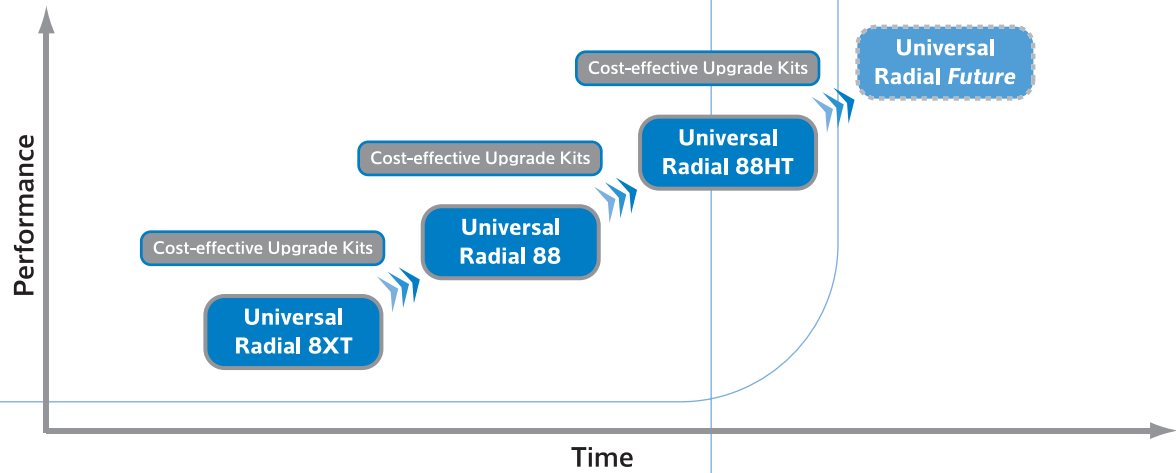 Universal
Radial Future
Cost-effective Upgrade Kits
Universal
Radial 88HT
Cost-effective Upgrade Kits
Universal
Radial 88
Cost-effective Upgrade Kits
Universal
Radial 8XT
Performance
Time